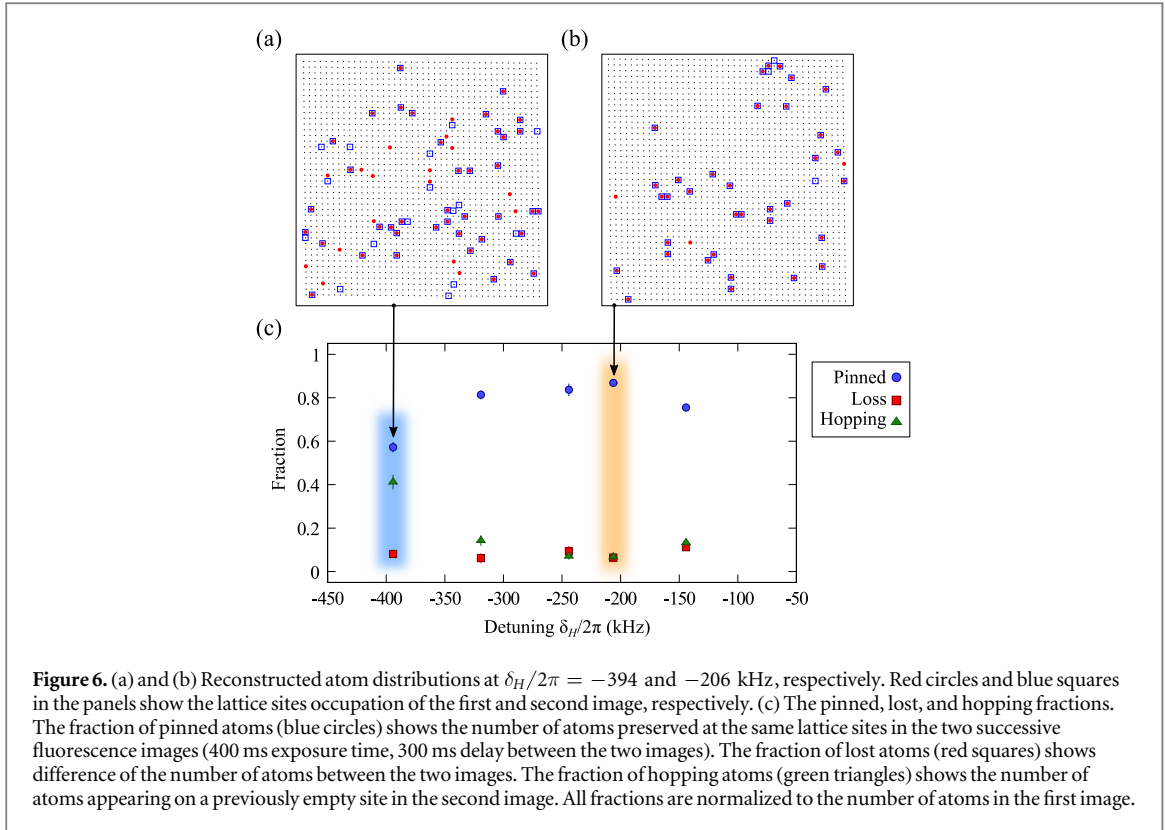 (a)
(b)
(c)
1
0.8
0.6
0.4
0.2
0
Fraction
-450 -400 -350 -300 -250 -200 -150 -100 -50
Detuning δ_H/2π (kHz)
Pinned
Loss
Hopping
Figure 6. (a) and (b) Reconstructed atom distributions at δ_H/2π = −394 and −206 kHz, respectively. Red circles and blue squares
in the panels show the lattice sites occupation of the first and second image, respectively. (c) The pinned, lost, and hopping fractions.
The fraction of pinned atoms (blue circles) shows the number of atoms preserved at the same lattice sites in the two successive
fluorescence images (400 ms exposure time, 300 ms delay between the two images). The fraction of lost atoms (red squares) shows
difference of the number of atoms between the two images. The fraction of hopping atoms (green triangles) shows the number of
atoms appearing on a previously empty site in the second image. All fractions are normalized to the number of atoms in the first image.